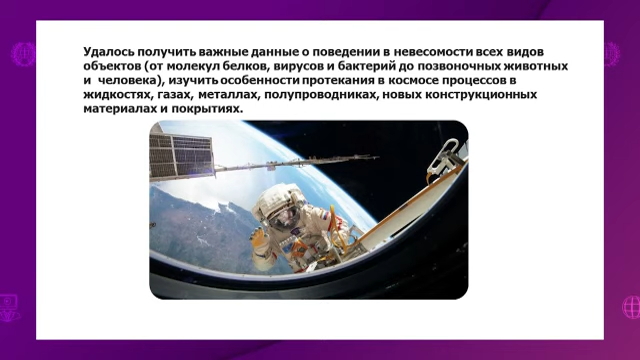 Удалось получить важные данные о поведении в невесомости всех видов
объектов (от молекул белков, вирусов и бактерий до позвоночных животных
и человека), изучить особенности протекания в космосе процессов в
жидкостях, газах, металлах, полупроводниках, новых конструкционных
материалах и покрытиях.